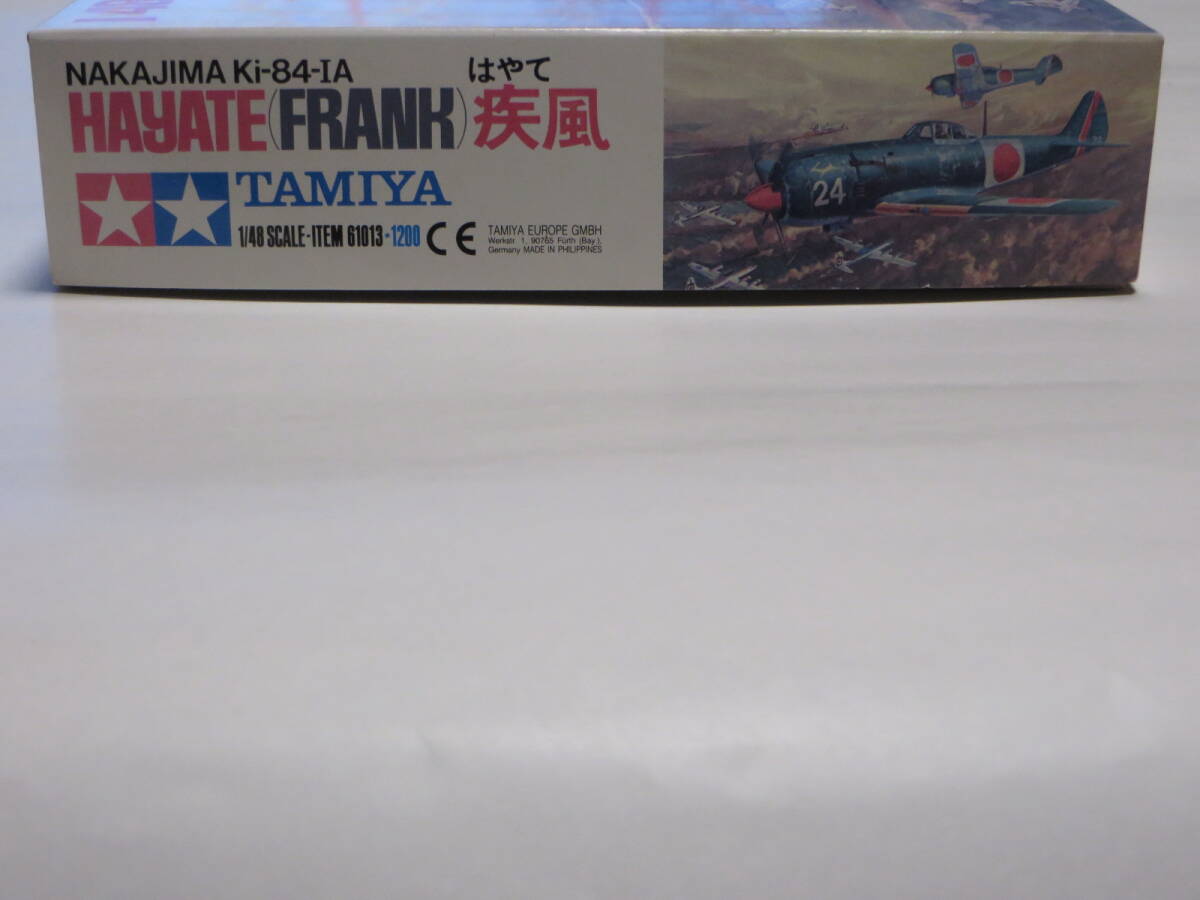 NAKAJIMA Ki-84-IA
はやて
HAYATE (FRANK) 疾風
TAMIYA
1/48 SCALE・ITEM 61013・1200 CE
TAMIYA EUROPE GMBH
Werkstr. 1, 90765 Fürth (Bay),
Germany MADE IN PHILIPPINES
24